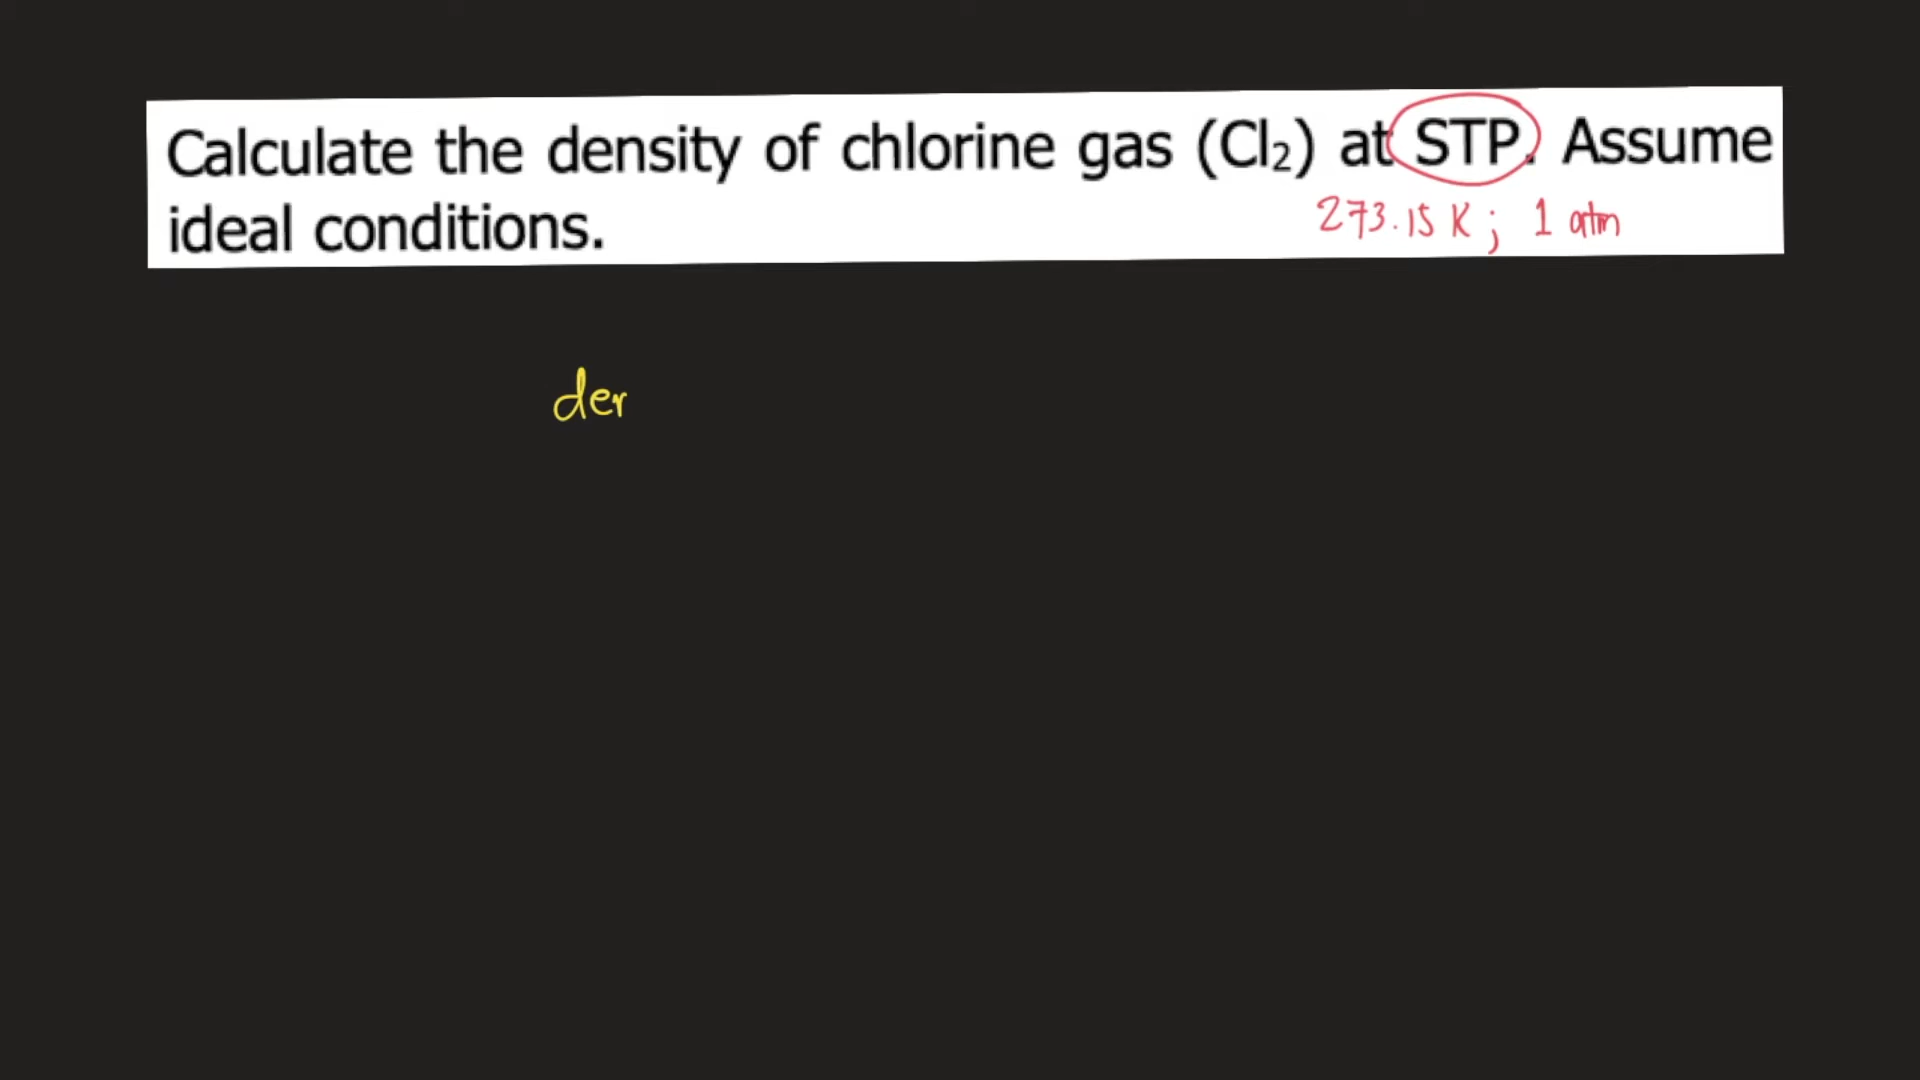 Calculate the density of chlorine gas (Cl₂) at STP. Assume
ideal conditions.
273.15 K ; 1 atm
der